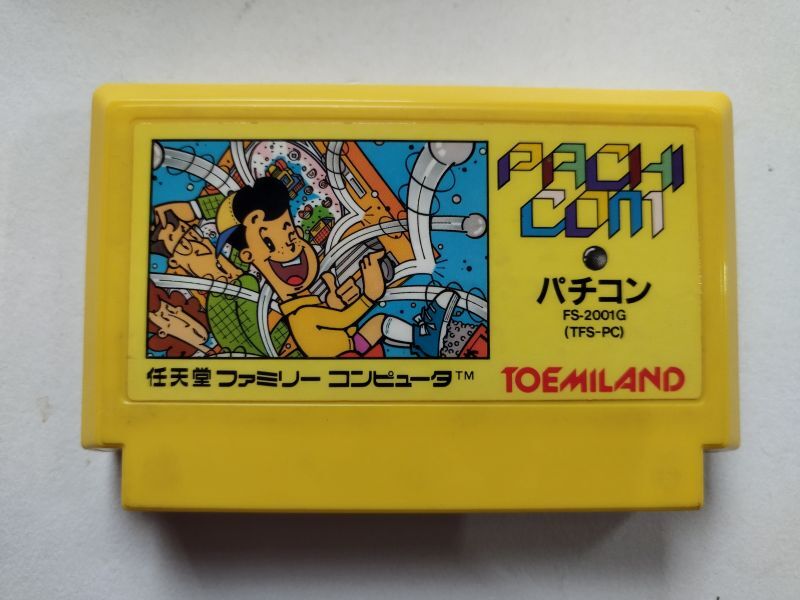 PACHI
COM
パチコン
FS-2001G
(TFS-PC)
任天堂 ファミリー コンピュータ™
TOEMILAND